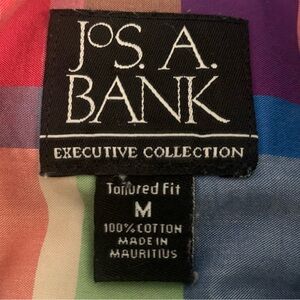 JOS. A.
BANK
EXECUTIVE COLLECTION
Tailored Fit
M
100% COTTON
MADE IN
MAURITIUS